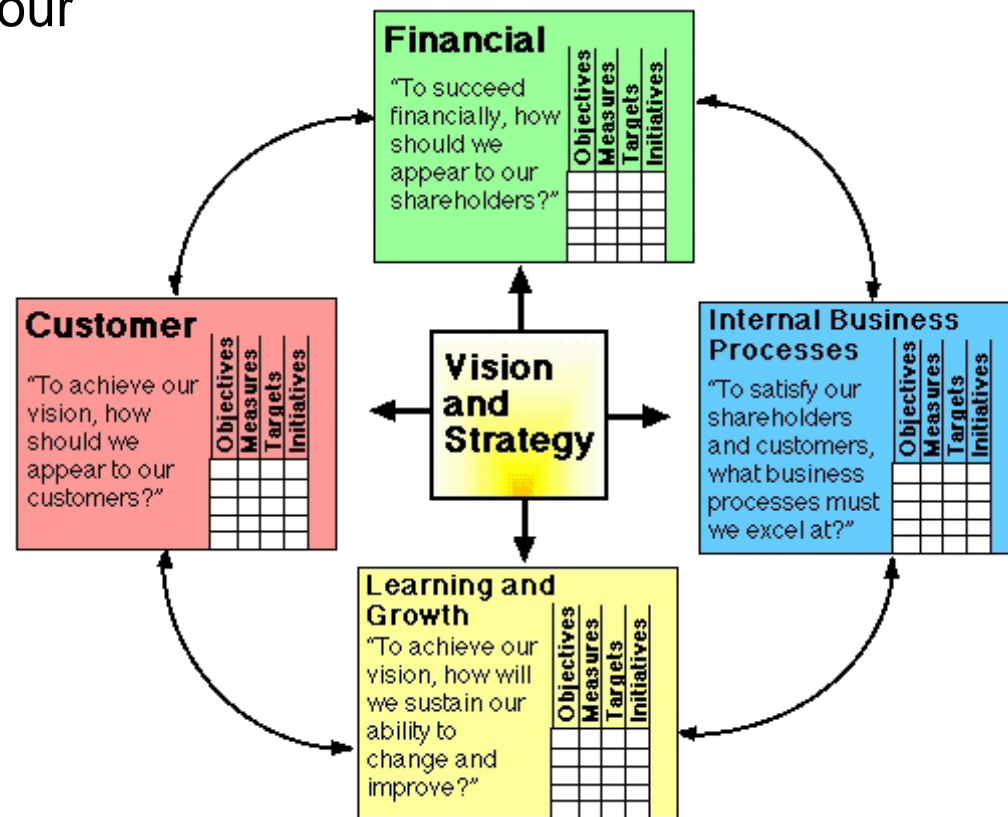 our
Financial
“To succeed
financially, how
should we
appear to our
shareholders?”
Objectives
Measures
Targets
Initiatives
Customer
“To achieve our
vision, how
should we
appear to our
customers?”
Objectives
Measures
Targets
Initiatives
Vision
and
Strategy
Internal Business
Processes
“To satisfy our
shareholders
and customers,
what business
processes must
we excel at?”
Objectives
Measures
Targets
Initiatives
Learning and
Growth
“To achieve our
vision, how will
we sustain our
ability to
change and
improve?”
Objectives
Measures
Targets
Initiatives